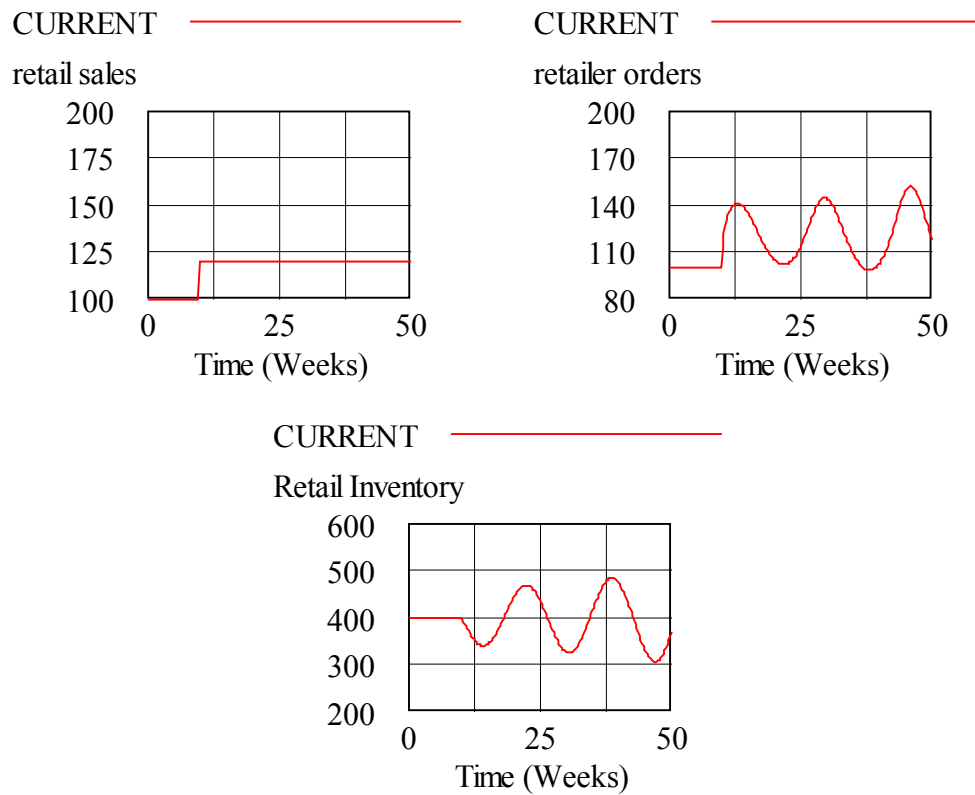 CURRENT
retail sales
200
175
150
125
100
0 25 50
Time (Weeks)
CURRENT
retailer orders
200
170
140
110
80
0 25 50
Time (Weeks)
CURRENT
Retail Inventory
600
500
400
300
200
0 25 50
Time (Weeks)